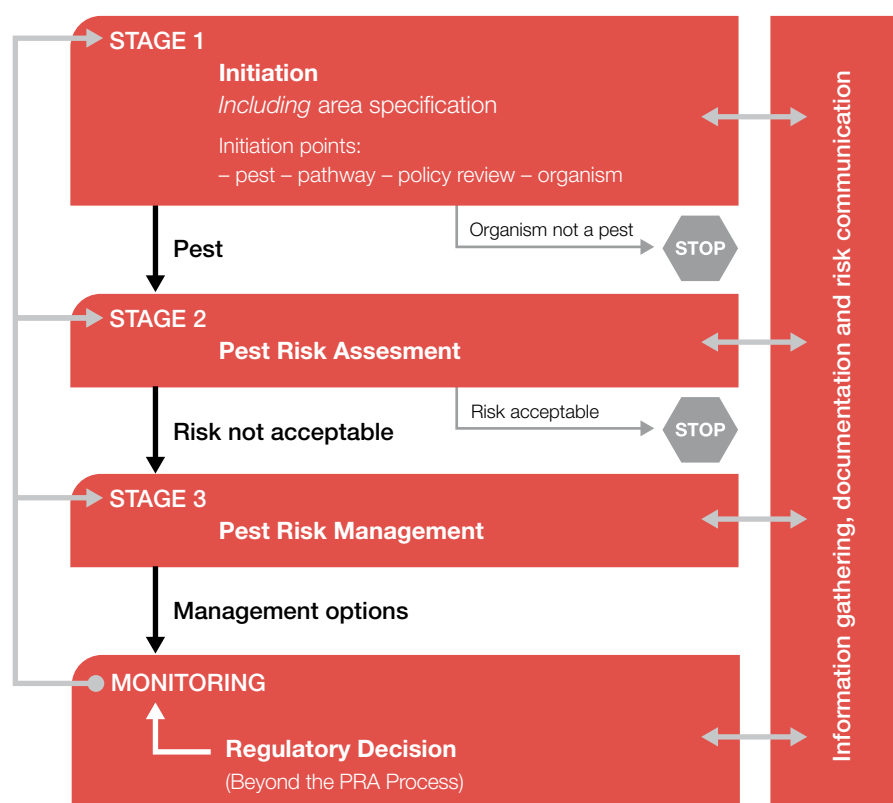 STAGE 1
Initiation
Including area specification
Initiation points:
– pest – pathway – policy review – organism
Pest
Organism not a pest
STOP
STAGE 2
Pest Risk Assesment
Risk not acceptable
Risk acceptable
STOP
STAGE 3
Pest Risk Management
Management options
MONITORING
Regulatory Decision
(Beyond the PRA Process)
Information gathering, documentation and risk communication